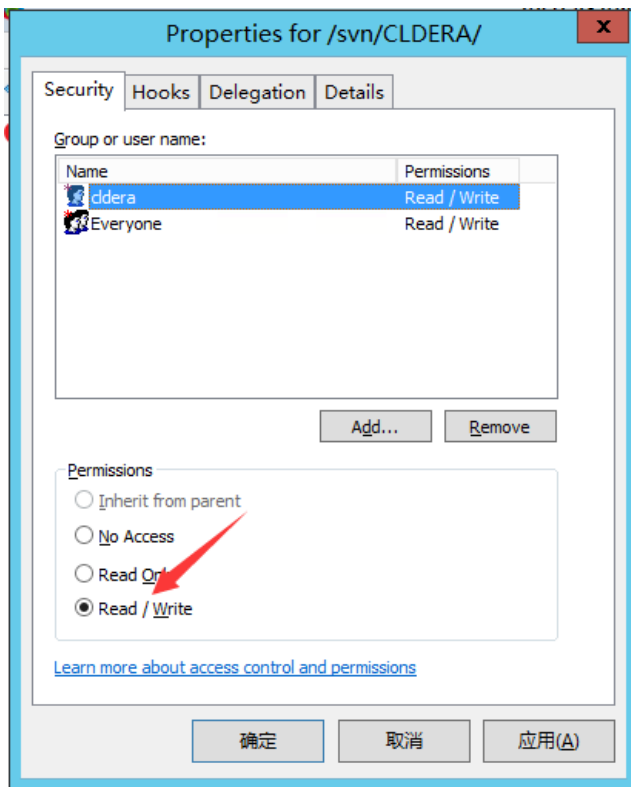 Properties for /svn/CLDERA/
x
Security Hooks Delegation Details
Group or user name:
Name Permissions
cldera Read / Write
Everyone Read / Write
Add... Remove
Permissions
Inherit from parent
No Access
Read
Read / Write
Learn more about access control and permissions
确定 取消 应用(A)